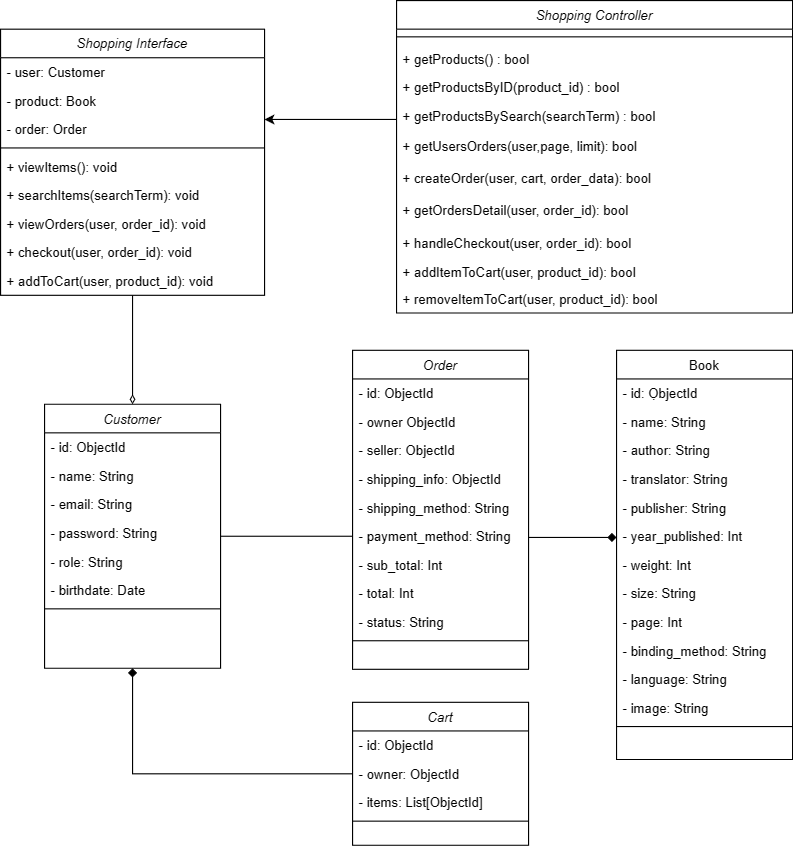 Shopping Interface
- user: Customer
- product: Book
- order: Order
+ viewItems(): void
+ searchItems(searchTerm): void
+ viewOrders(user, order_id): void
+ checkout(user, order_id): void
+ addToCart(user, product_id): void
Shopping Controller
+ getProducts() : bool
+ getProductsByID(product_id) : bool
+ getProductsBySearch(searchTerm) : bool
+ getUsersOrders(user,page, limit): bool
+ createOrder(user, cart, order_data): bool
+ getOrdersDetail(user, order_id): bool
+ handleCheckout(user, order_id): bool
+ addItemToCart(user, product_id): bool
+ removeItemToCart(user, product_id): bool
Customer
- id: ObjectId
- name: String
- email: String
- password: String
- role: String
- birthdate: Date
Order
- id: ObjectId
- owner ObjectId
- seller: ObjectId
- shipping_info: ObjectId
- shipping_method: String
- payment_method: String
- sub_total: Int
- total: Int
- status: String
Book
- id: ObjectId
- name: String
- author: String
- translator: String
- publisher: String
- year_published: Int
- weight: Int
- size: String
- page: Int
- binding_method: String
- language: String
- image: String
Cart
- id: ObjectId
- owner: ObjectId
- items: List[ObjectId]